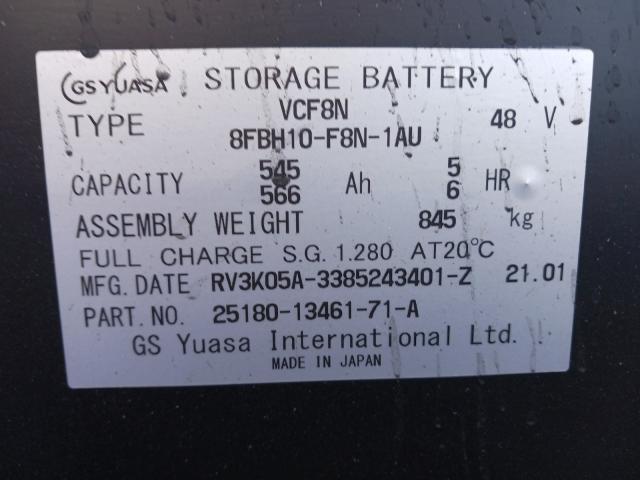 GS YUASA STORAGE BATTERY
TYPE VCF8N 48 V
8FBH10-F8N-1AU
CAPACITY 545 Ah 5 HR
566 6
ASSEMBLY WEIGHT 845 kg
FULL CHARGE S.G. 1.280 AT20℃
MFG. DATE RV3K05A-3385243401-Z 21.01
PART. NO. 25180-13461-71-A
GS Yuasa International Ltd.
MADE IN JAPAN